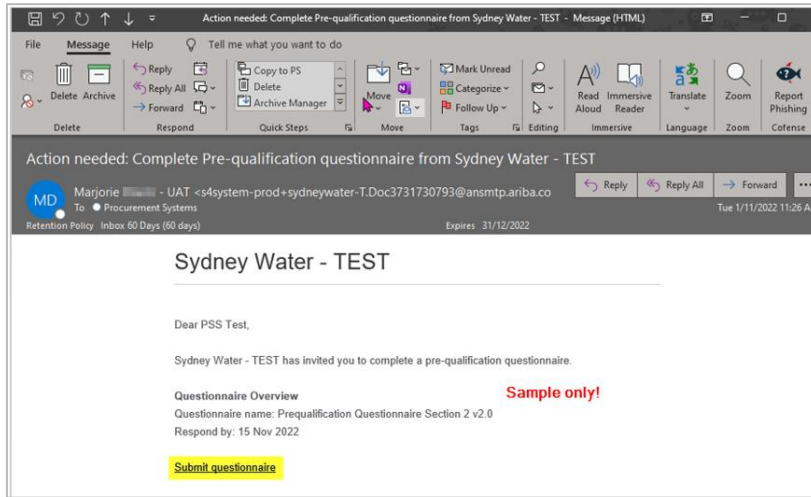 Action needed: Complete Pre-qualification questionnaire from Sydney Water - TEST - Message (HTML)
File Message Help Tell me what you want to do
Delete Archive
Reply
Reply All
Forward
Copy to PS
Delete
Archive Manager
Move
Mark Unread
Categorize
Follow Up
Read Aloud
Immersive Reader
Translate
Zoom
Report Phishing
Delete Respond Quick Steps Move Tags Editing Immersive Language Zoom Cofense
Action needed: Complete Pre-qualification questionnaire from Sydney Water - TEST
MD
Marjorie - UAT <s4system-prod+sydneywater-T.Doc3731730793@ansmtp.ariba.co
Reply Reply All Forward
To Procurement Systems
Tue 1/11/2022 11:26 A
Retention Policy Inbox 60 Days (60 days) Expires 31/12/2022
Sydney Water - TEST
Dear PSS Test,
Sydney Water - TEST has invited you to complete a pre-qualification questionnaire.
Sample only!
Questionnaire Overview
Questionnaire name: Prequalification Questionnaire Section 2 v2.0
Respond by: 15 Nov 2022
Submit questionnaire